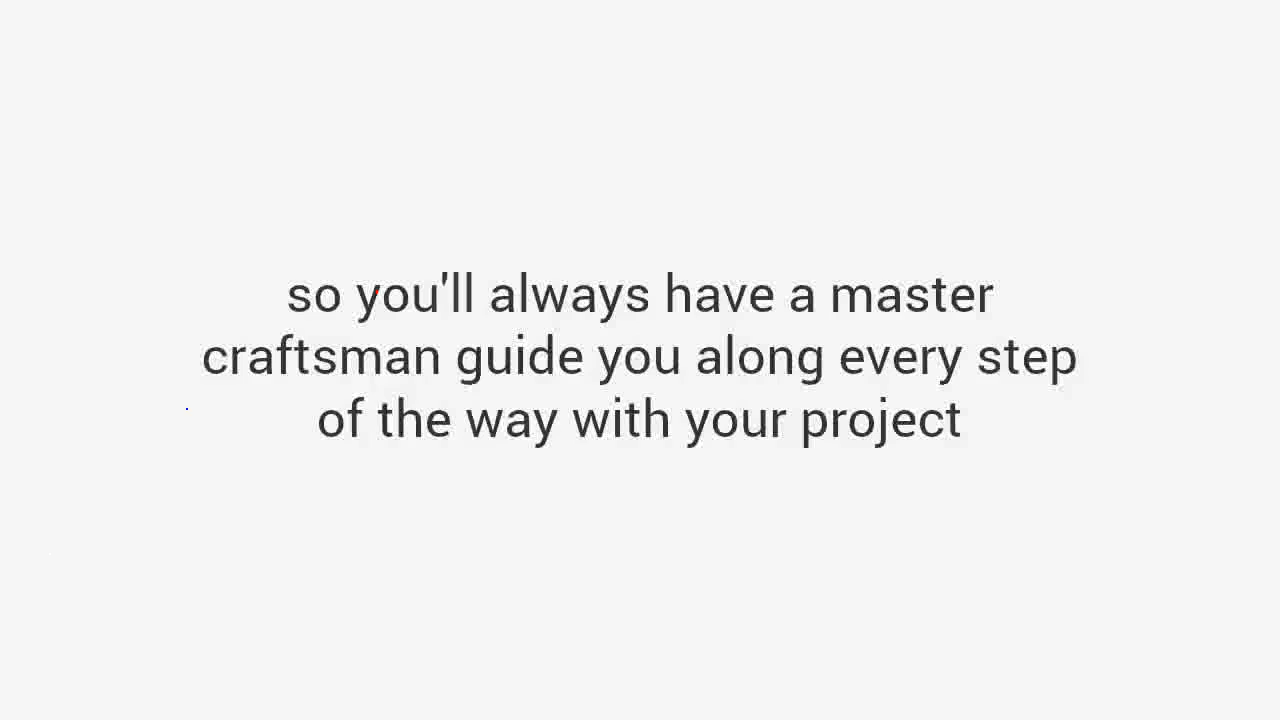 so you'll always have a master
craftsman guide you along every step
of the way with your project